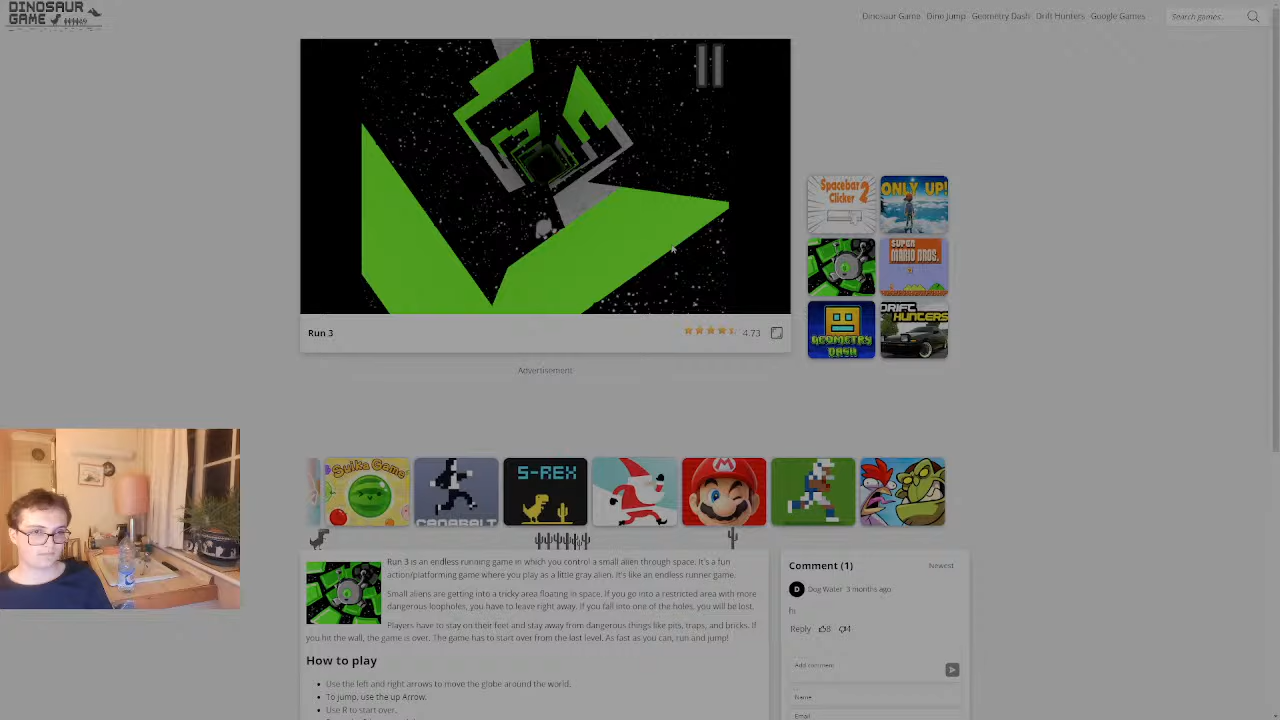 DINOSAUR
GAME
Dinosaur Game Dino Jump Geometry Dash Drift Hunters Google Games
Search games..
Spacebar
Clicker 2
ONLY UP!
SUPER
MARIO BROS.
GEOMETRY
DASH
DRIFT
HUNTERS
Run 3
4.73
Advertisement
Suika Game
CANABALT
S-REX
Run 3 is an endless running game in which you control a small alien through space. It's a fun
action/platforming game where you play as a little gray alien. It's like an endless runner game.
Small aliens are getting into a tricky area floating in space. If you go into a restricted area with more
dangerous loopholes, you have to leave right away. If you fall into one of the holes, you will be lost.
Players have to stay on their feet and stay away from dangerous things like pits, traps, and bricks. If
you hit the wall, the game is over. The game has to start over from the last level. As fast as you can, run and jump!
How to play
Use the left and right arrows to move the globe around the world.
To jump, use the up Arrow.
Use R to start over.
Comment (1)
Newest
D
Dog Water 3 months ago
hi
Reply 8 4
Add comment
Name
Email